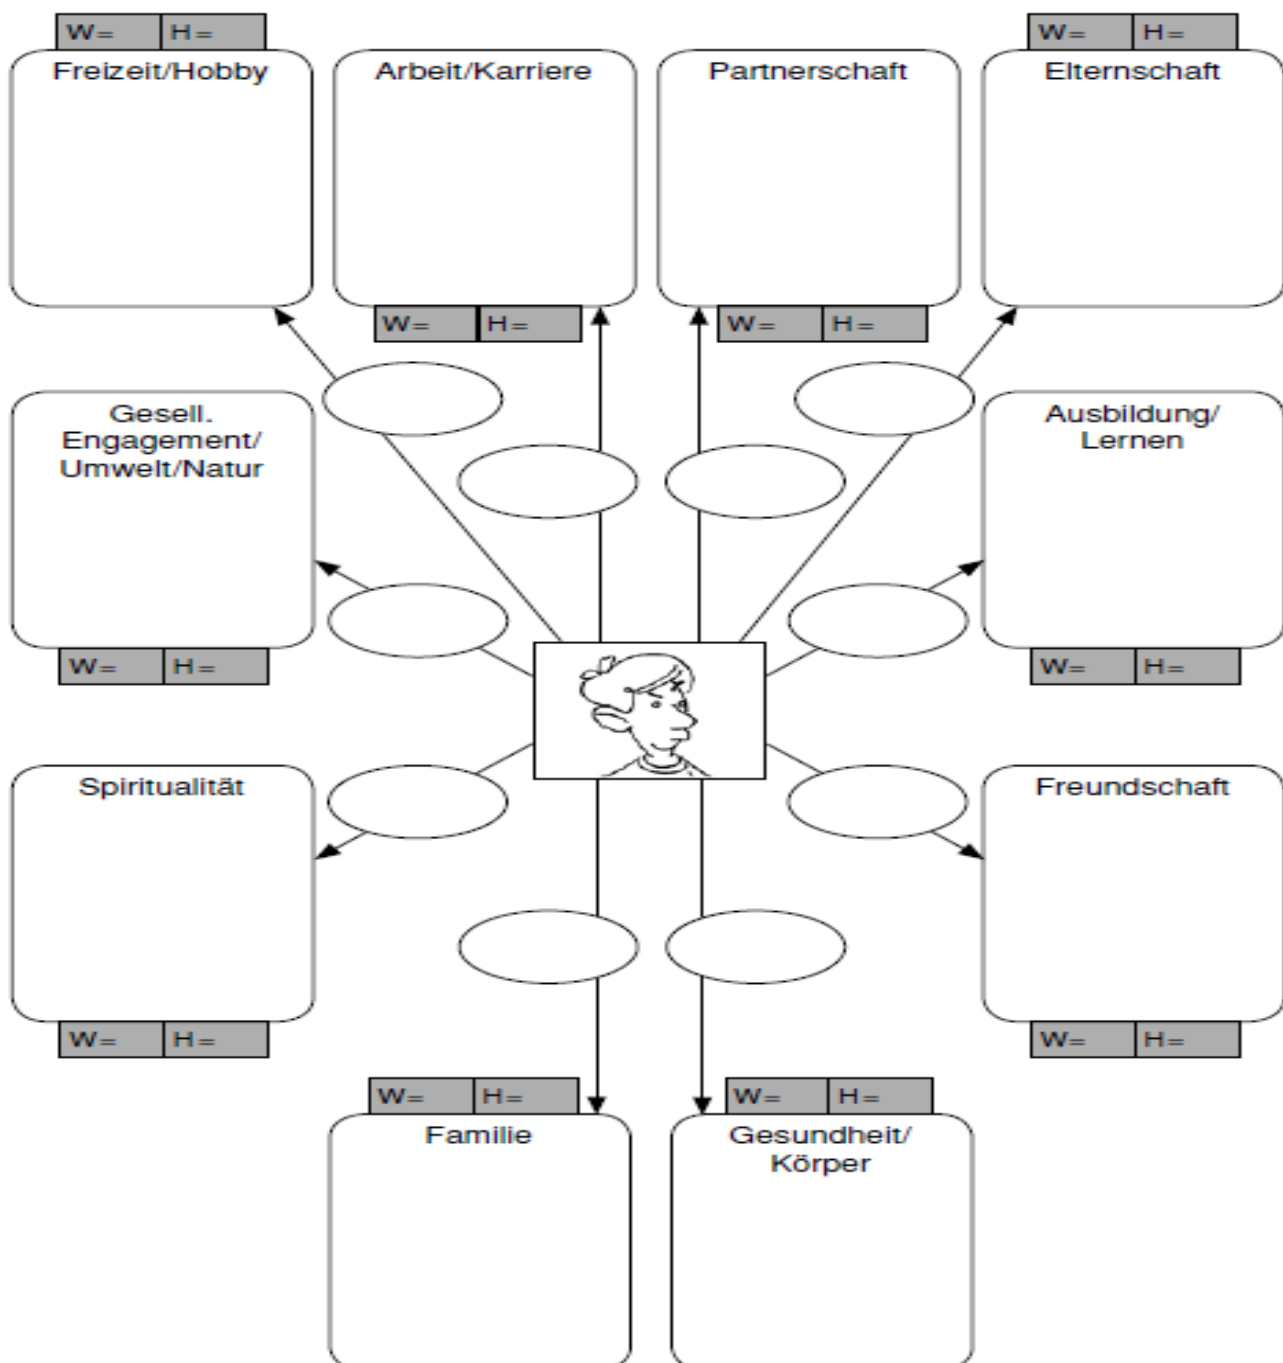 W= H=
W= H=
Freizeit/Hobby
Arbeit/Karriere
Partnerschaft
Elternschaft
W= H=
W= H=
Gesell.
Engagement/
Umwelt/Natur
W= H=
Ausbildung/
Lernen
W= H=
Spiritualität
W= H=
Freundschaft
W= H=
W= H=
Familie
W= H=
Gesundheit/
Körper